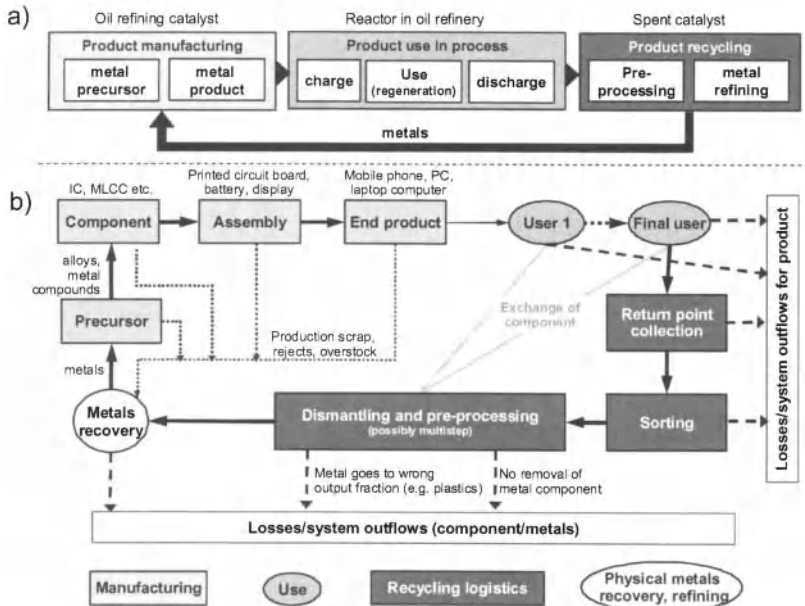 a)
Oil refining catalyst
Reactor in oil refinery
Spent catalyst
Product manufacturing
metal
precursor
metal
product
Product use in process
charge
Use
(regeneration)
discharge
Product recycling
Pre-
processing
metal
refining
metals
b)
IC, MLCC etc.
Printed circuit board,
battery, display
Mobile phone, PC,
laptop computer
Component
Assembly
End product
User 1
Final user
alloys,
metal
compounds
Precursor
Exchange of
component
Return point
collection
Production scrap,
rejects, overstock
metals
Metals
recovery
Dismantling and pre-processing
(possibly multistep)
Sorting
Losses/system outflows for product
Metal goes to wrong
output fraction (e.g. plastics)
No removal of
metal component
Losses/system outflows (component/metals)
Manufacturing
Use
Recycling logistics
Physical metals
recovery, refining